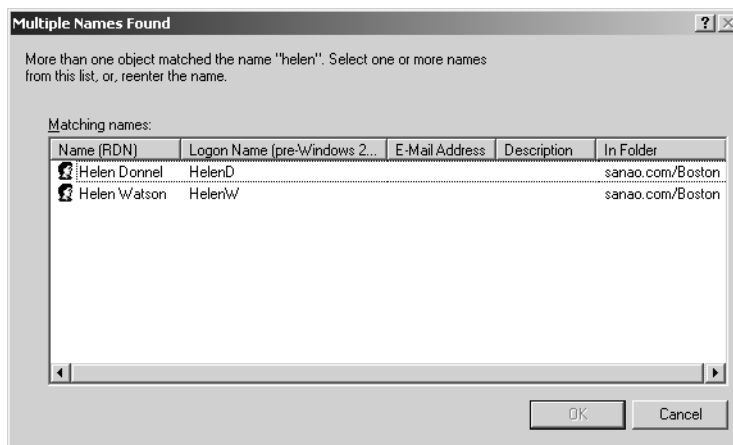 Multiple Names Found
More than one object matched the name "helen". Select one or more names
from this list, or, reenter the name.
Matching names:
Name (RDN) Logon Name (pre-Windows 2... E-Mail Address Description In Folder
Helen Donnel HelenD sanao.com/Boston
Helen Watson HelenW sanao.com/Boston
OK Cancel